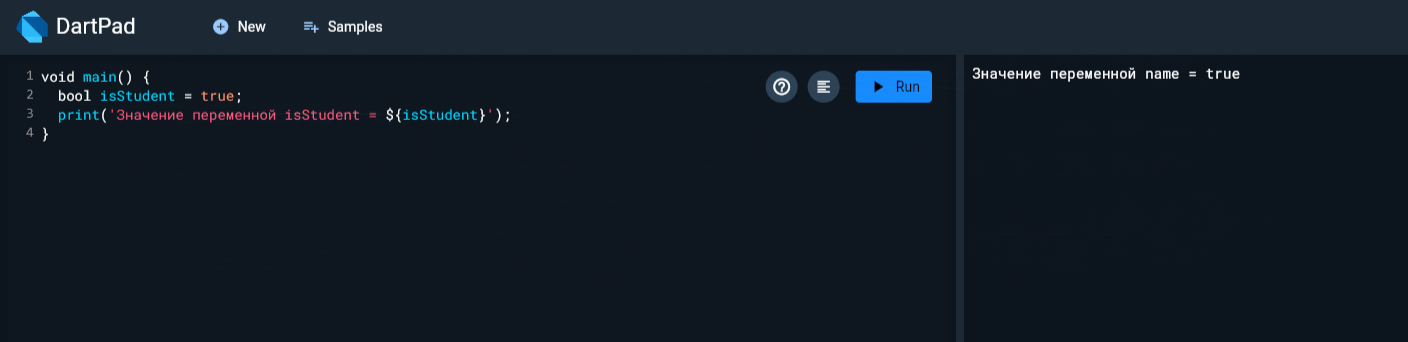 DartPad New Samples
1 void main() {
2 bool isStudent = true;
3 print('Значение переменной isStudent = ${isStudent}');
4 }
Run
Значение переменной name = true